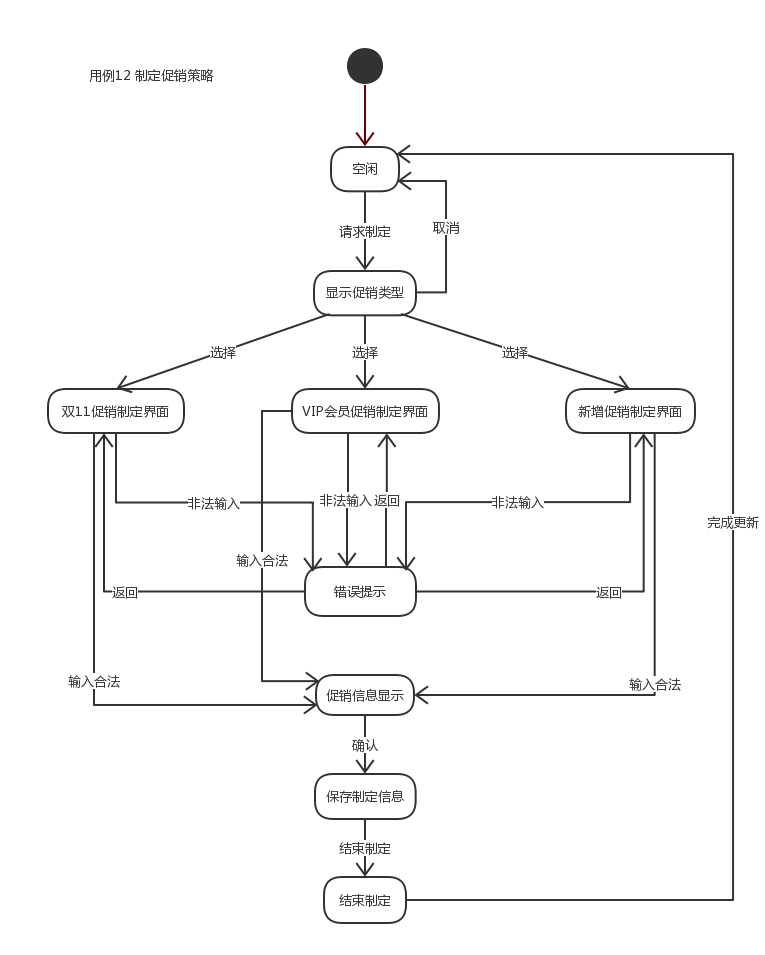 用例12 制定促销策略
空闲
请求制定
取消
显示促销类型
选择
选择
选择
双11促销制定界面
VIP会员促销制定界面
新增促销制定界面
非法输入
非法输入
返回
非法输入
完成更新
输入合法
返回
错误提示
返回
输入合法
促销信息显示
输入合法
确认
保存制定信息
结束制定
结束制定